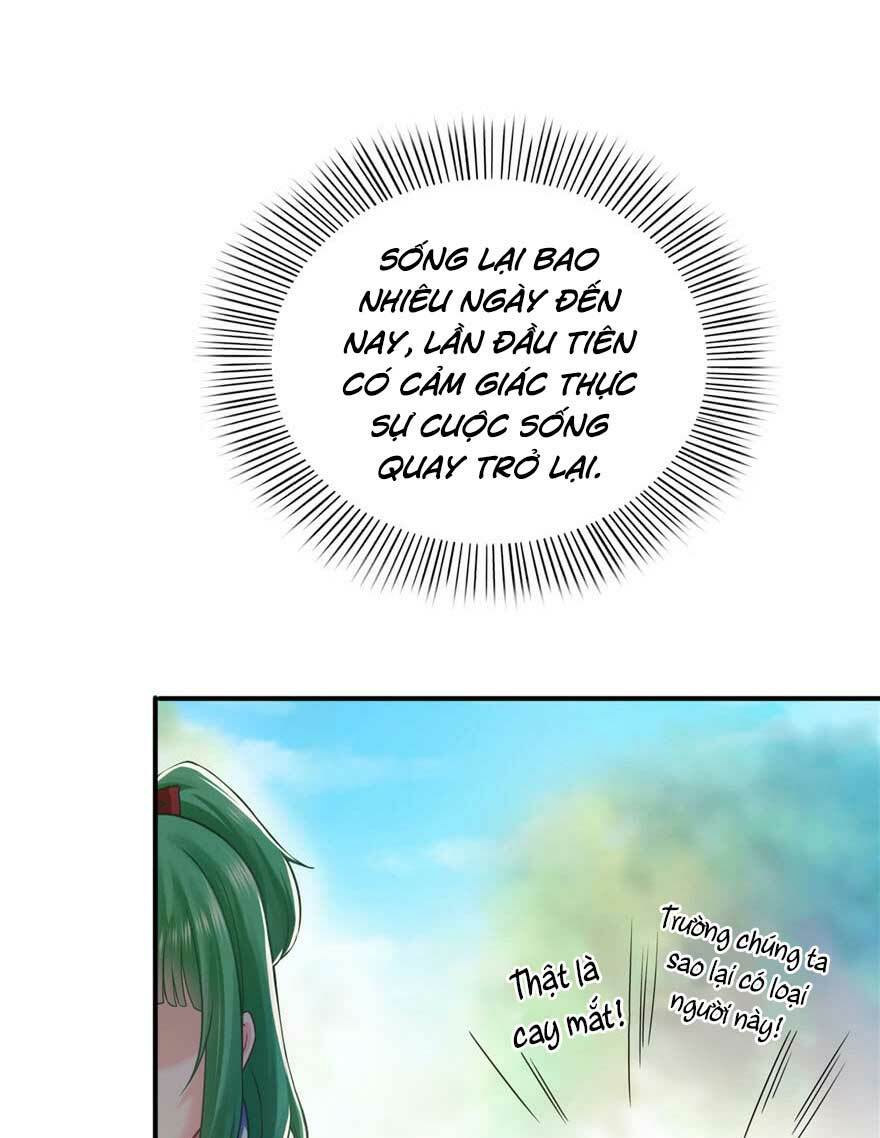 SỐNG LẠI BAO
NHIÊU NGÀY ĐẾN
NAY, LẦN ĐẦU TIÊN
CÓ CẢM GIÁC THỰC
SỰ CUỘC SỐNG
QUAY TRỞ LẠI.
Trường chúng ta
sao lại có loại
người này!
Thật là
cay mắt!